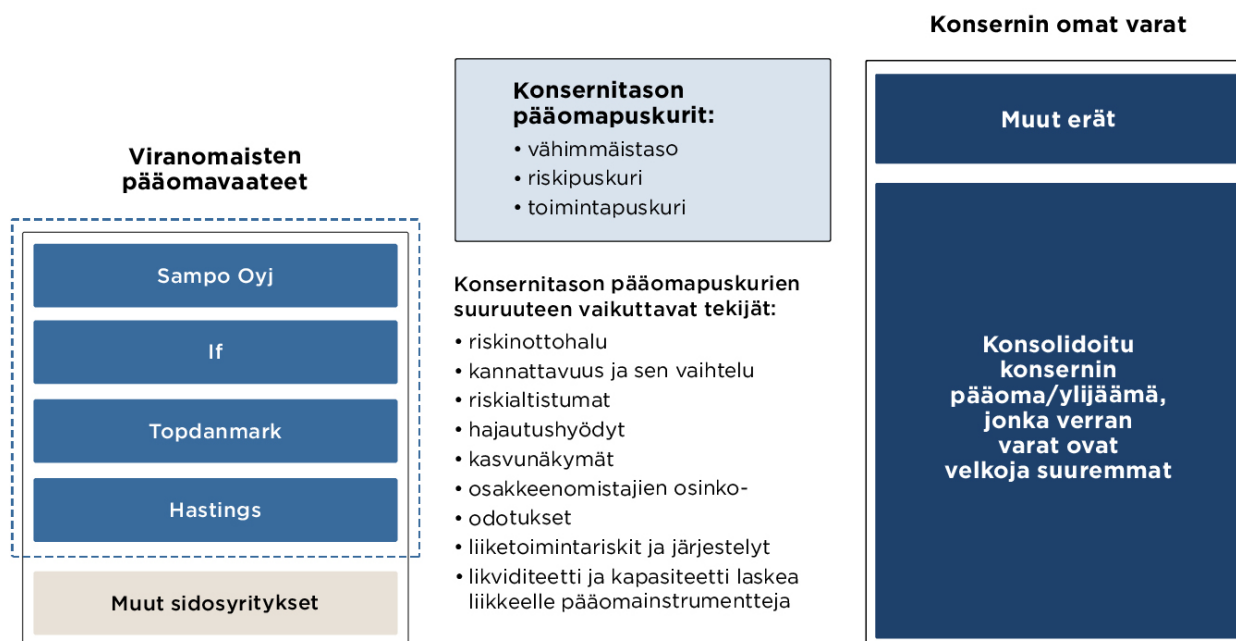 Viranomaisten
pääomavaateet
Sampo Oyj
If
Topdanmark
Hastings
Muut sidosyritykset
Konsernitason
pääomapuskurit:
• vähimmäistaso
• riskipuskuri
• toimintapuskuri
Konsernitason pääomapuskurien
suuruuteen vaikuttavat tekijät:
• riskinottohalu
• kannattavuus ja sen vaihtelu
• riskialtistumat
• hajautushyödyt
• kasvunäkymät
• osakkeenomistajien osinko-
• odotukset
• liiketoimintariskit ja järjestelyt
• likviditeetti ja kapasiteetti laskea
liikkeelle pääomainstrumentteja
Konsernin omat varat
Muut erät
Konsolidoitu
konsernin
pääoma/ylijäämä,
jonka verran
varat ovat
velkoja suuremmat